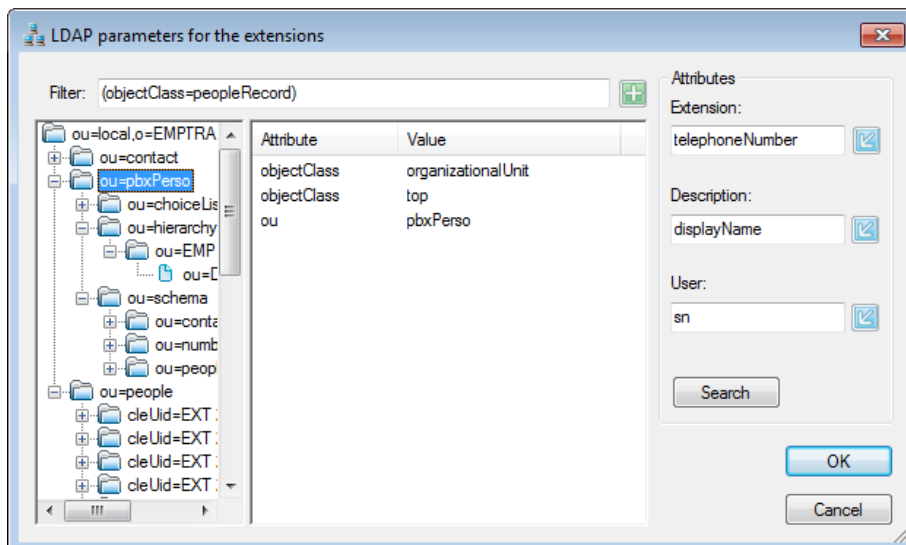 LDAP parameters for the extensions
Filter: (objectClass=peopleRecord)
ou=local,o=EMPTRA
ou=contact
ou=pbxPerso
ou=choiceLis
ou=hierarchy
ou=EMP
ou=D
ou=schema
ou=conta
ou=numb
ou=peop
ou=people
cleUid=EXT
cleUid=EXT
cleUid=EXT
cleUid=EXT
Attribute Value
objectClass organizationalUnit
objectClass top
ou pbxPerso
Attributes
Extension:
telephoneNumber
Description:
displayName
User:
sn
Search
OK
Cancel